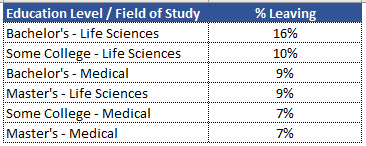 Education Level / Field of Study % Leaving
Bachelor's - Life Sciences 16%
Some College - Life Sciences 10%
Bachelor's - Medical 9%
Master's - Life Sciences 9%
Some College - Medical 7%
Master's - Medical 7%